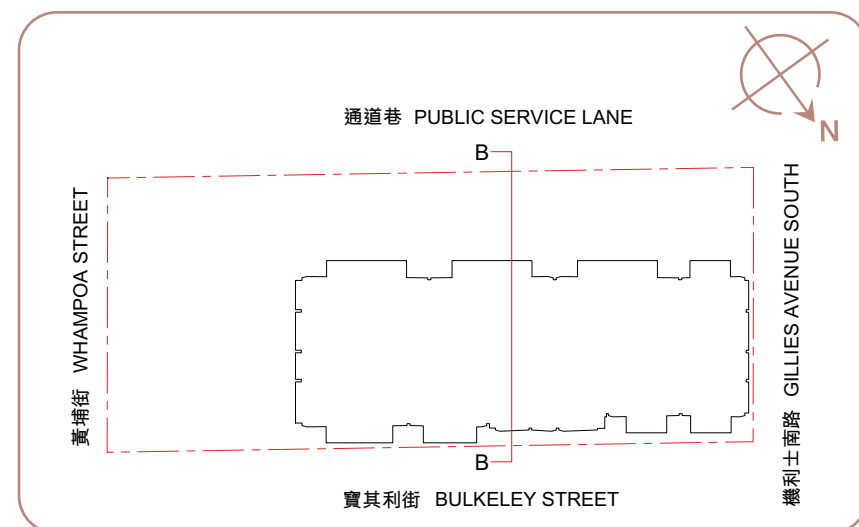 通道巷 PUBLIC SERVICE LANE
N
B
黃埔街 WHAMPOA STREET
機利士南路 GILLIES AVENUE SOUTH
B
寶其利街 BULKELEY STREET